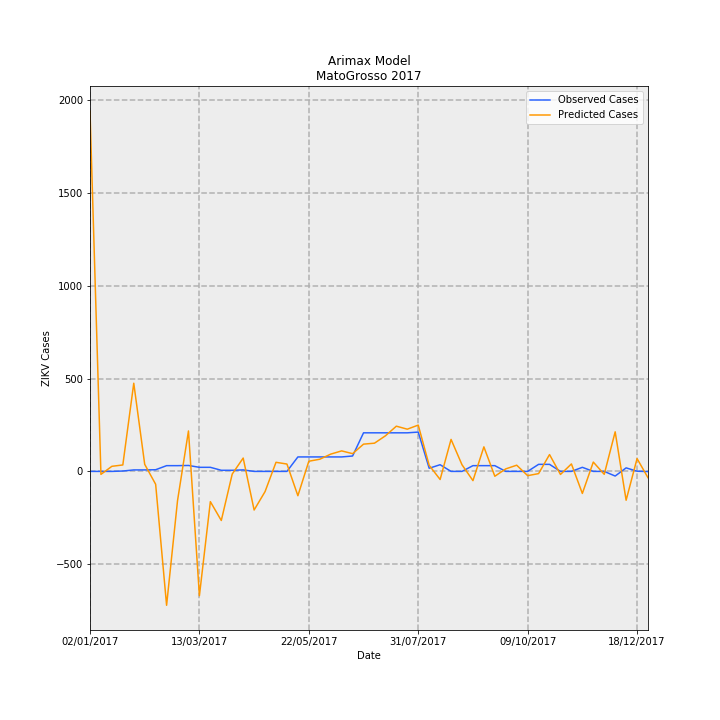 Arimax Model
MatoGrosso 2017
Observed Cases
Predicted Cases
2000
1500
1000
500
0
−500
ZIKV Cases
02/01/2017 13/03/2017 22/05/2017 31/07/2017 09/10/2017 18/12/2017
Date